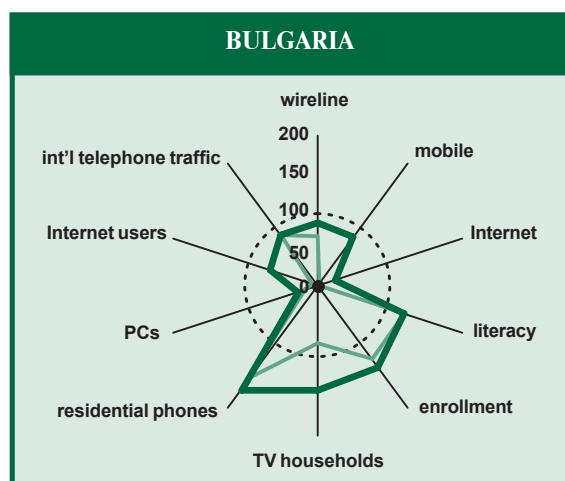 BULGARIA
wireline
200
int'l telephone traffic
150
mobile
100
Internet users
Internet
50
0
PCs
literacy
residential phones
enrollment
TV households